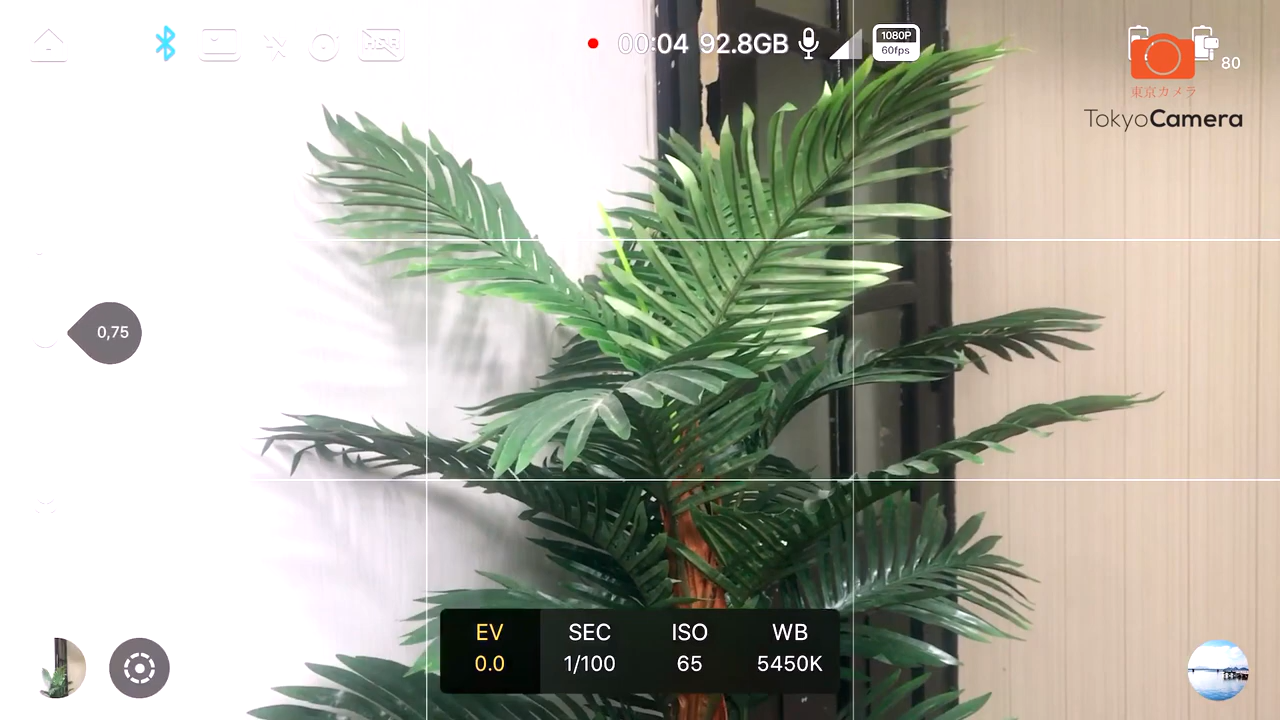 HDR
00:04 92.8GB
1080P
60fps
80
東京カメラ
TokyoCamera
0,75
EV SEC ISO WB
0.0 1/100 65 5450K